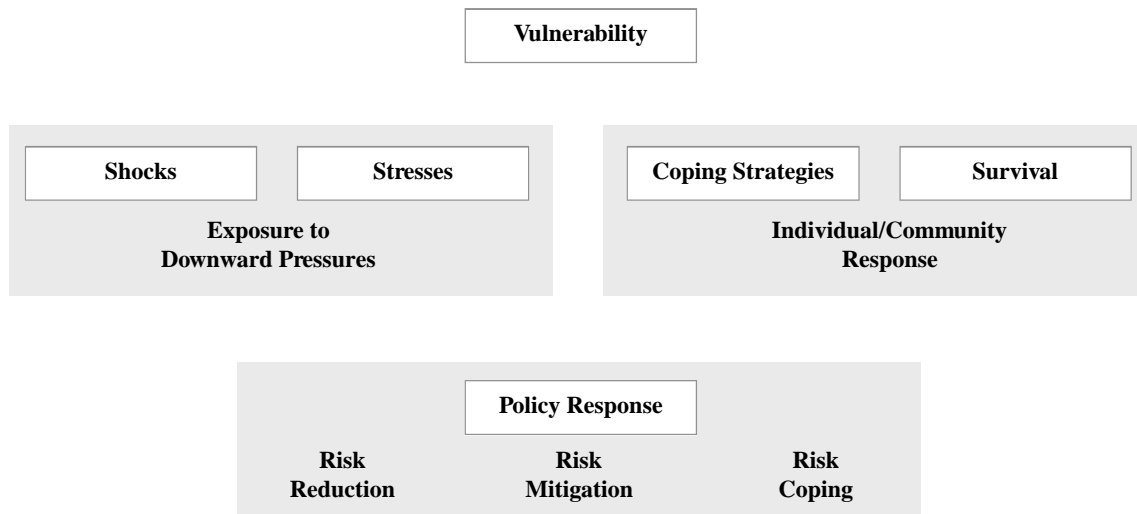 Vulnerability
Shocks
Stresses
Exposure to
Downward Pressures
Coping Strategies
Survival
Individual/Community
Response
Policy Response
Risk
Reduction
Risk
Mitigation
Risk
Coping